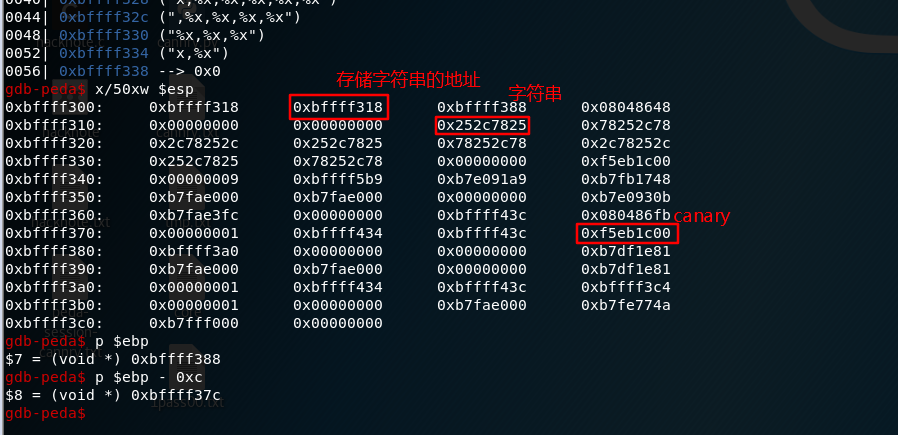 0044| 0xbffff32c (",%x,%x,%x,%x")
0048| 0xbffff330 ("%x,%x,%x")
0052| 0xbffff334 ("x,%x")
0056| 0xbffff338 --> 0x0
gdb-peda$ x/50xw $esp
存储字符串的地址
字符串
0xbffff300: 0xbffff318 0xbffff318 0xbffff388 0x08048648
0xbffff310: 0x00000000 0x00000000 0x252c7825 0x78252c78
0xbffff320: 0x2c78252c 0x252c7825 0x78252c78 0x2c78252c
0xbffff330: 0x252c7825 0x78252c78 0x00000000 0xf5eb1c00
0xbffff340: 0x00000009 0xbffff5b9 0xb7e091a9 0xb7fb1748
0xbffff350: 0xb7fae000 0xb7fae000 0x00000000 0xb7e0930b
0xbffff360: 0xb7fae3fc 0x00000000 0xbffff43c 0x080486fb
canary
0xbffff370: 0x00000001 0xbffff434 0xbffff43c 0xf5eb1c00
0xbffff380: 0xbffff3a0 0x00000000 0x00000000 0xb7df1e81
0xbffff390: 0xb7fae000 0xb7fae000 0x00000000 0xb7df1e81
0xbffff3a0: 0x00000001 0xbffff434 0xbffff43c 0xbffff3c4
0xbffff3b0: 0x00000001 0x00000000 0xb7fae000 0xb7fe774a
0xbffff3c0: 0xb7fff000 0x00000000
gdb-peda$ p $ebp
$7 = (void *) 0xbffff388
gdb-peda$ p $ebp - 0xc
$8 = (void *) 0xbffff37c
gdb-peda$